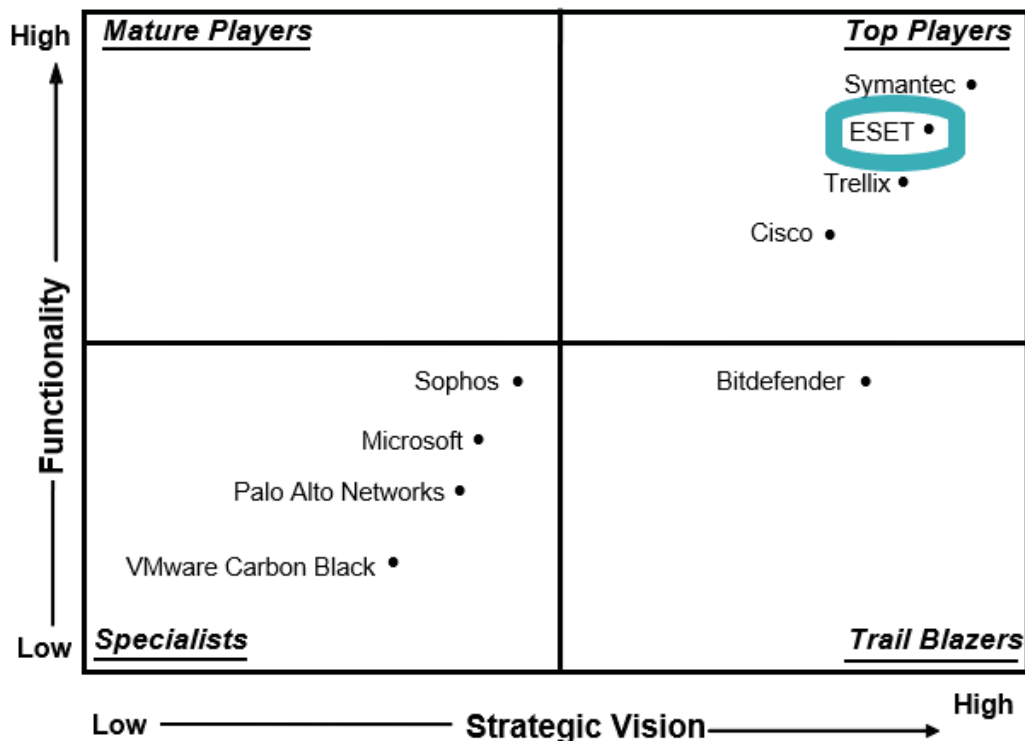 High
Mature Players
Top Players
Symantec
ESET
Trellix
Cisco
Functionality
Sophos
Bitdefender
Microsoft
Palo Alto Networks
VMware Carbon Black
Low
Specialists
Trail Blazers
Low
Strategic Vision
High